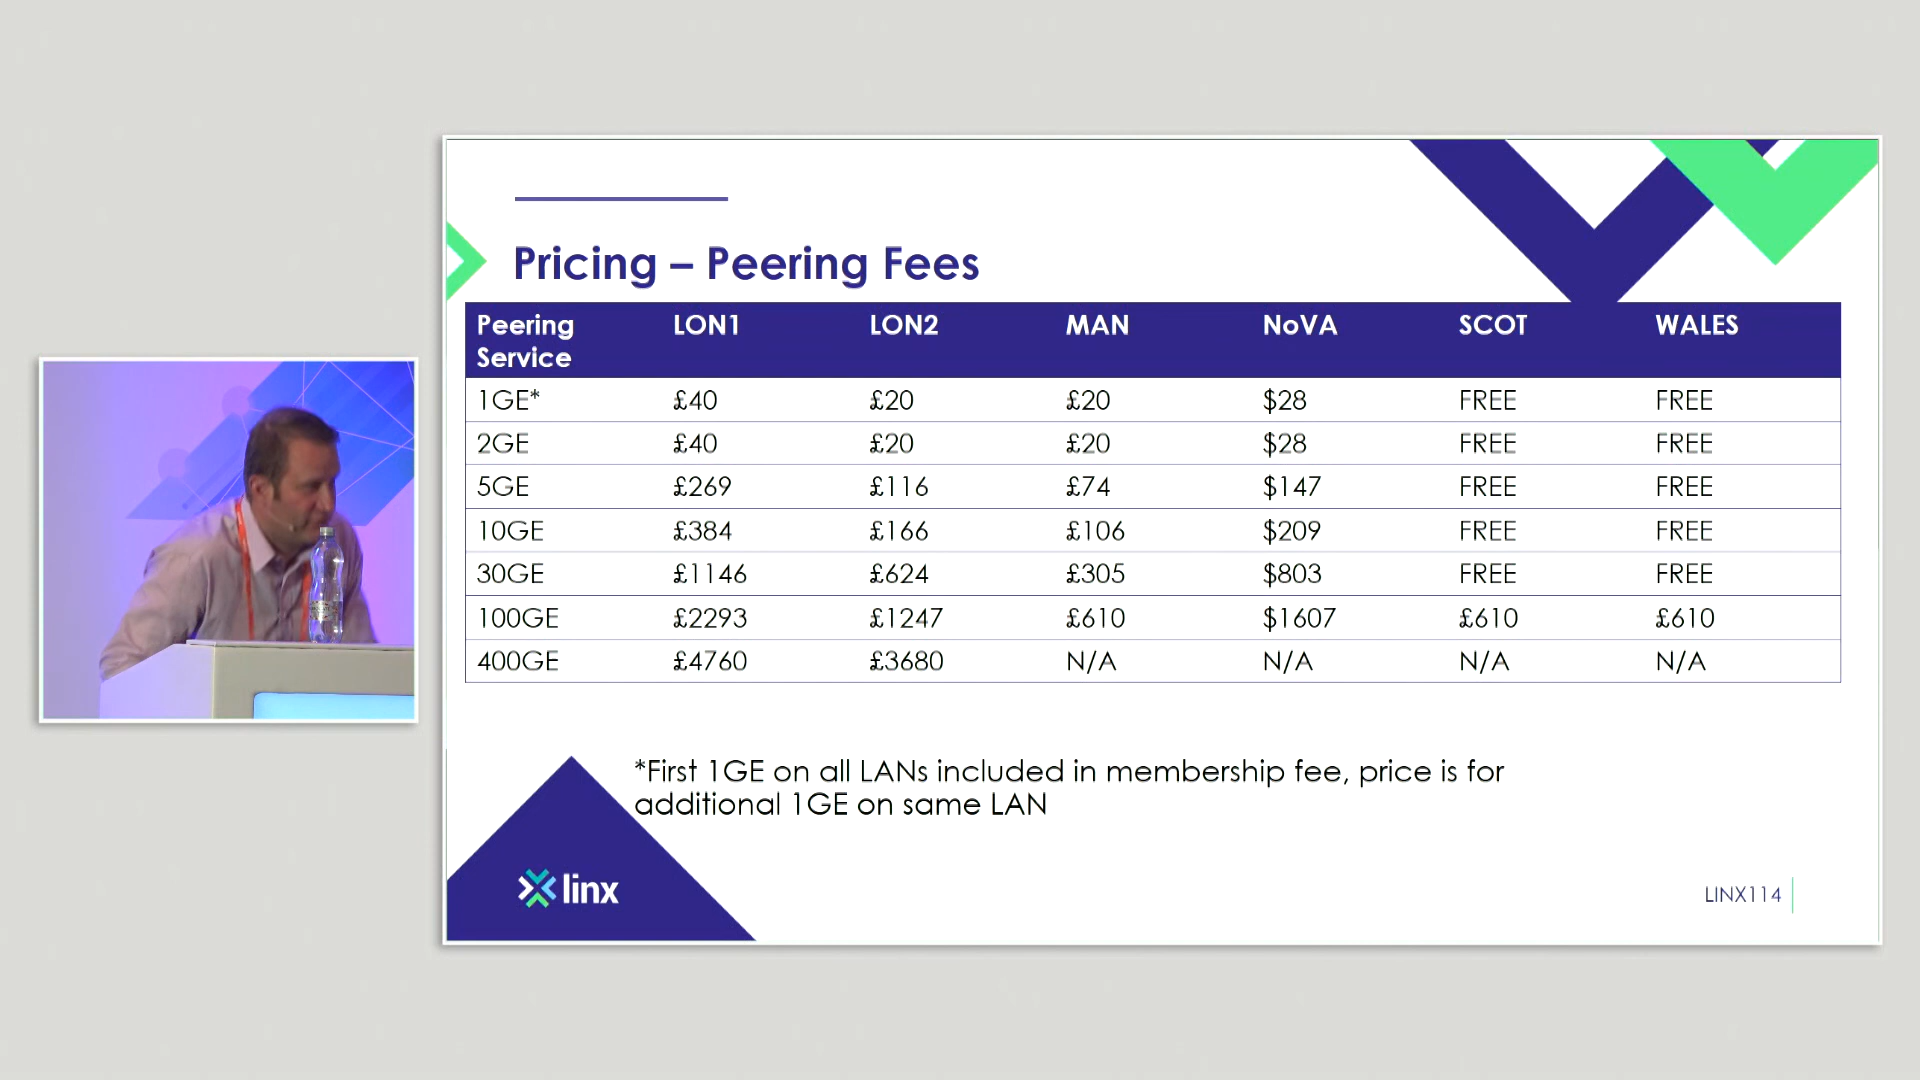 Pricing – Peering Fees
Peering Service LON1 LON2 MAN NoVA SCOT WALES
1GE* £40 £20 £20 $28 FREE FREE
2GE £40 £20 £20 $28 FREE FREE
5GE £269 £116 £74 $147 FREE FREE
10GE £384 £166 £106 $209 FREE FREE
30GE £1146 £624 £305 $803 FREE FREE
100GE £2293 £1247 £610 $1607 £610 £610
400GE £4760 £3680 N/A N/A N/A N/A
*First 1GE on all LANs included in membership fee, price is for
additional 1GE on same LAN
linx
LINX114